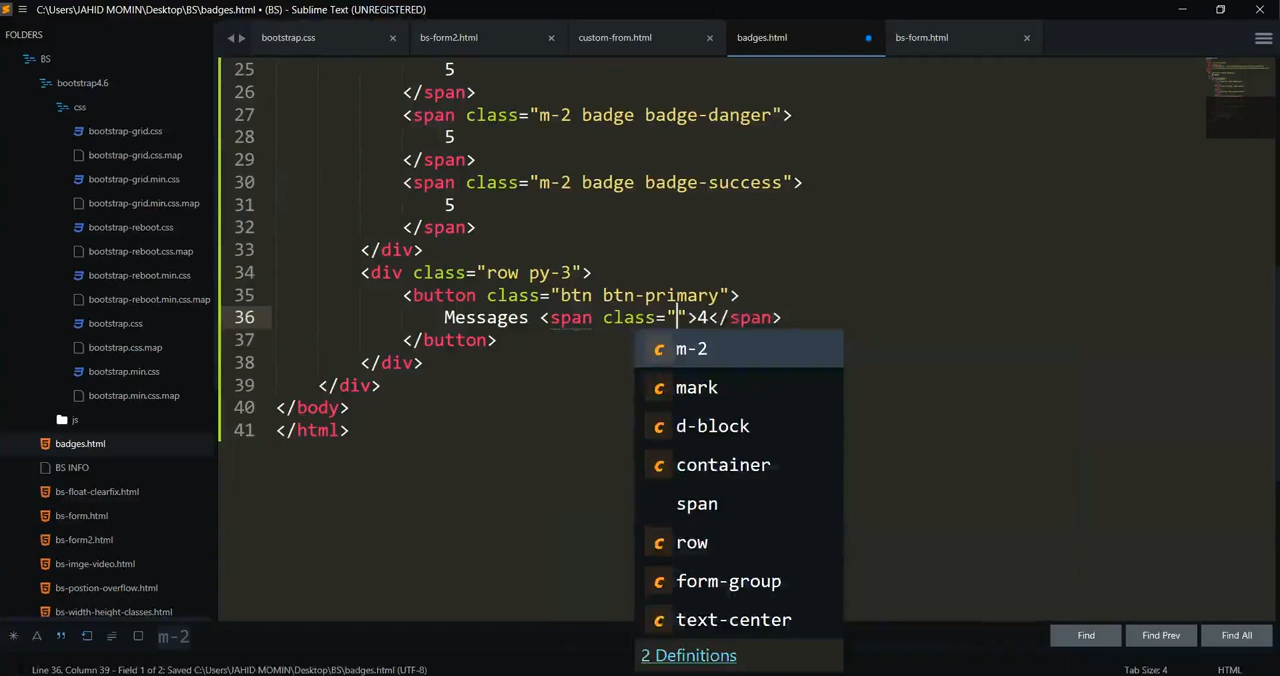 C:\Users\JAHID MOMIN\Desktop\BS\badges.html • (BS) - Sublime Text (UNREGISTERED)
FOLDERS
BS
bootstrap4.6
css
bootstrap-grid.css
bootstrap-grid.css.map
bootstrap-grid.min.css
bootstrap-grid.min.css.map
bootstrap-reboot.css
bootstrap-reboot.css.map
bootstrap-reboot.min.css
bootstrap-reboot.min.css.map
bootstrap.css
bootstrap.css.map
bootstrap.min.css
bootstrap.min.css.map
js
badges.html
BS INFO
bs-float-clearfix.html
bs-form.html
bs-form2.html
bs-imge-video.html
bs-postion-overflow.html
bs-width-height-classes.html
bootstrap.css
bs-form2.html
custom-from.html
badges.html
bs-form.html
25 5
26 </span>
27 <span class="m-2 badge badge-danger">
28 5
29 </span>
30 <span class="m-2 badge badge-success">
31 5
32 </span>
33 </div>
34 <div class="row py-3">
35 <button class="btn btn-primary">
36 Messages <span class="">4</span>
37 </button>
38 </div>
39 </div>
40 </body>
41 </html>
c m-2
c mark
c d-block
c container
span
c row
c form-group
c text-center
2 Definitions
m-2
Find
Find Prev
Find All
Line 36, Column 39 - Field 1 of 2; Saved C:\Users\JAHID MOMIN\Desktop\BS\badges.html (UTF-8)
Tab Size: 4
HTML